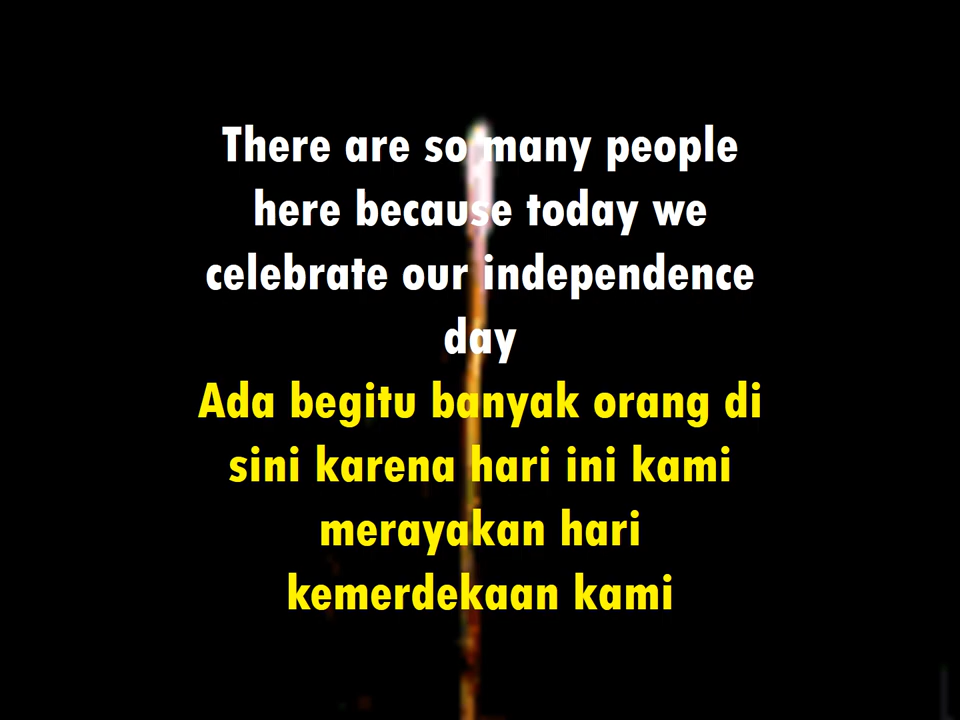 There are so many people
here because today we
celebrate our independence
day
Ada begitu banyak orang di
sini karena hari ini kami
merayakan hari
kemerdekaan kami